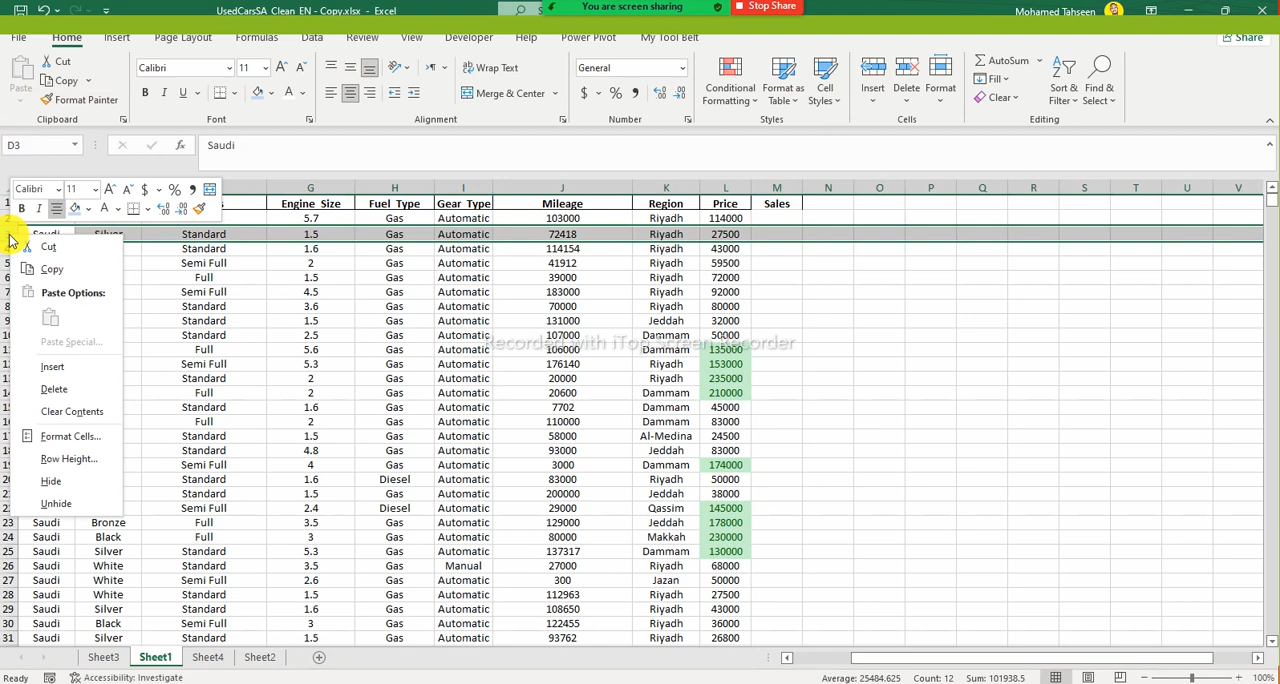 UsedCarsSA_Clean_EN - Copy.xlsx - Excel
You are screen sharing
Stop Share
Mohamed Tahseen
File Home Insert Page Layout Formulas Data Review View Developer Help Power Pivot My Tool Belt
Share
Paste
Cut
Copy
Format Painter
Clipboard
Calibri 11
B I U
Font
Wrap Text
Merge & Center
Alignment
General
$ % 9
Number
Conditional Formatting
Format as Table
Cell Styles
Styles
Insert Delete Format
Cells
AutoSum
Fill
Clear
Sort & Filter
Find & Select
Editing
D3 fx Saudi
Calibri 11 $ %
B I A
G H I J K L M N O P Q R S T U V
1 Engine_Size Fuel_Type Gear_Type Mileage Region Price Sales
2 5.7 Gas Automatic 103000 Riyadh 114000
Saudi Silver Standard 1.5 Gas Automatic 72418 Riyadh 27500
Standard 1.6 Gas Automatic 114154 Riyadh 43000
Semi Full 2 Gas Automatic 41912 Riyadh 59500
Full 1.5 Gas Automatic 39000 Riyadh 72000
Semi Full 4.5 Gas Automatic 183000 Riyadh 92000
Standard 3.6 Gas Automatic 70000 Riyadh 80000
Standard 1.5 Gas Automatic 131000 Jeddah 32000
Standard 2.5 Gas Automatic 107000 Dammam 50000
Full 5.6 Gas Automatic 106000 Dammam 135000
Semi Full 5.3 Gas Automatic 176140 Riyadh 153000
Standard 2 Gas Automatic 20000 Riyadh 235000
Full 2 Gas Automatic 20600 Dammam 210000
Standard 1.6 Gas Automatic 7702 Dammam 45000
Full 2 Gas Automatic 110000 Dammam 83000
Standard 1.5 Gas Automatic 58000 Al-Medina 24500
Standard 4.8 Gas Automatic 93000 Jeddah 83000
Semi Full 4 Gas Automatic 3000 Dammam 174000
Standard 1.6 Diesel Automatic 83000 Riyadh 50000
Standard 1.5 Gas Automatic 200000 Jeddah 38000
Semi Full 2.4 Diesel Automatic 29000 Qassim 145000
23 Saudi Bronze Full 3.5 Gas Automatic 129000 Jeddah 178000
24 Saudi Black Full 3 Gas Automatic 80000 Makkah 230000
25 Saudi Silver Standard 5.3 Gas Automatic 137317 Dammam 130000
26 Saudi White Standard 3.5 Gas Manual 27000 Riyadh 68000
27 Saudi White Semi Full 2.6 Gas Automatic 300 Jazan 50000
28 Saudi White Standard 1.5 Gas Automatic 112963 Riyadh 27500
29 Saudi Silver Standard 1.6 Gas Automatic 108650 Riyadh 43000
30 Saudi Black Semi Full 3 Gas Automatic 122455 Riyadh 36000
31 Saudi Silver Standard 1.5 Gas Automatic 93762 Riyadh 26800
Recorded with iTop Screen Recorder
Cut
Copy
Paste Options:
Paste Special...
Insert
Delete
Clear Contents
Format Cells...
Row Height...
Hide
Unhide
Sheet3 Sheet1 Sheet4 Sheet2
Ready Accessibility: Investigate Average: 25484.625 Count: 12 Sum: 101938.5 100%